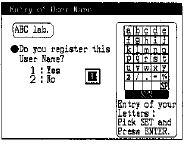 Entry of User Name
ABC lab.
●Do you register this
User Name?
1 : Yes
2 : No
a b c d e
f g h i j
k l m n o
p q r s t
u v w x y
z
Entry of your
Letters :
Pick SET and
Press ENTER.